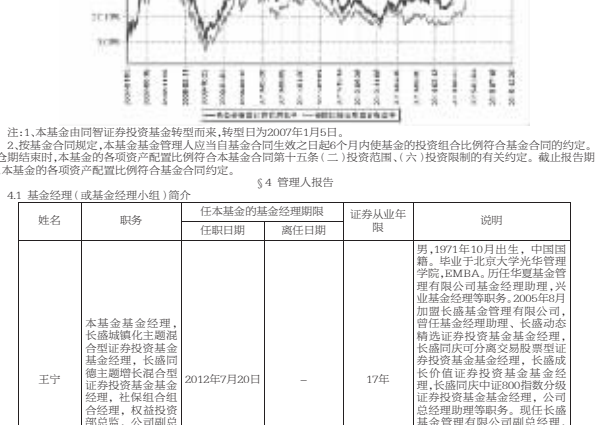 注:1、本基金由同智证券投资基金转型而来,转型日为2007年1月5日。
2、按基金合同规定,本基金基金管理人应当自基金合同生效之日起6个月内使基金的投资组合比例符合基金合同的约定。
仓期结束时,本基金的各项资产配置比例符合本基金合同第十五条(二)投资范围、(六)投资限制的有关约定。截止报告期
本基金的各项资产配置比例符合基金合同约定。
§4 管理人报告
4.1 基金经理(或基金经理小组)简介
姓名
职务
任本基金的基金经理期限
任职日期
离任日期
证券从业年
限
说明
王宁
本基金基金经理,
长盛城镇化主题混
合型证券投资基金
基金经理,长盛同
德主题增长混合型
证券投资基金基金
经理,社保组合组
合经理,权益投资
部总监,公司副总
2012年7月20日
–
17年
男,1971年10月出生,中国国
籍。毕业于北京大学光华管理
学院,EMBA。历任华夏基金管
理有限公司基金经理助理,兴
业基金经理等职务。2005年8月
加盟长盛基金管理有限公司,
曾任基金经理助理、长盛动态
精选证券投资基金基金经理,
长盛同庆可分离交易股票型证
券投资基金基金经理,长盛成
长价值证券投资基金基金经
理,长盛同庆中证800指数分级
证券投资基金基金经理,公司
总经理助理等职务。现任长盛
基金管理有限公司副总经理,